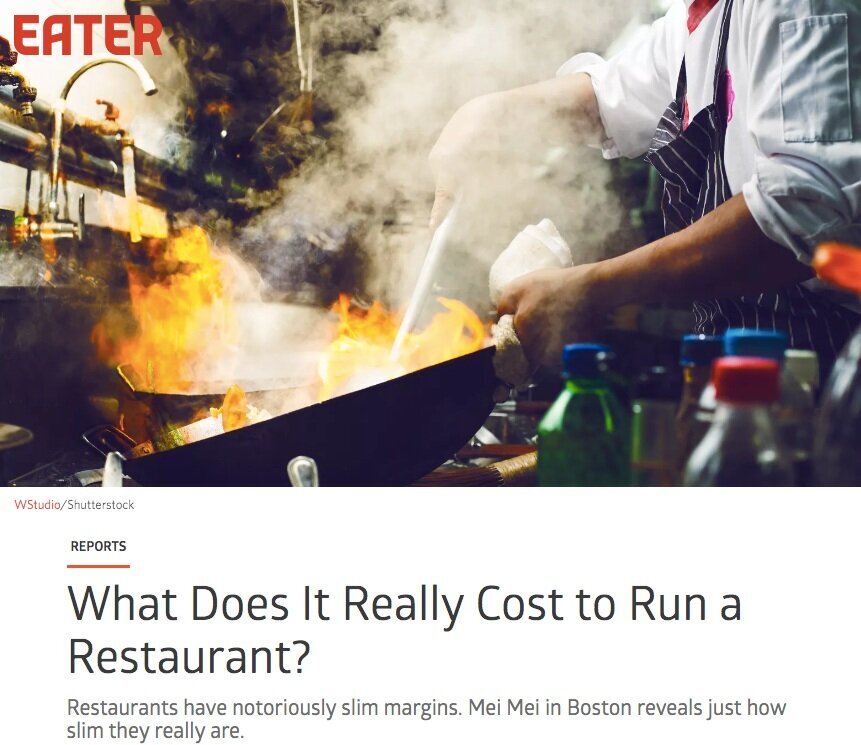 EATER
WStudio/Shutterstock
REPORTS
What Does It Really Cost to Run a
Restaurant?
Restaurants have notoriously slim margins. Mei Mei in Boston reveals just how
slim they really are.